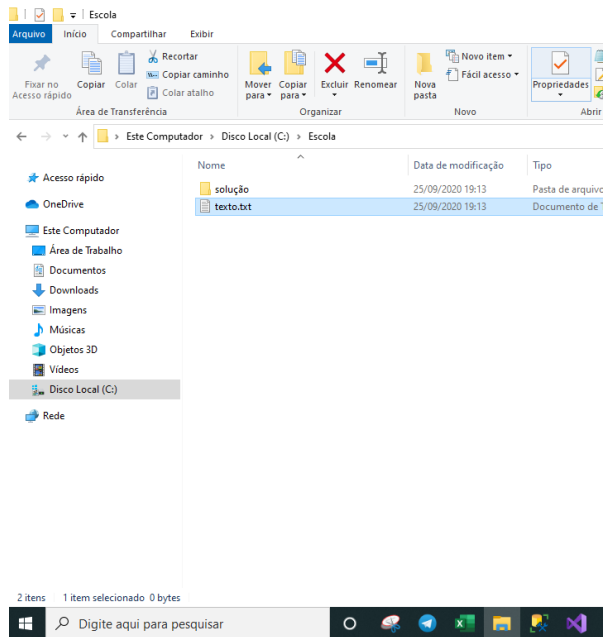 Escola
Arquivo Início Compartilhar Exibir
Fixar no Acesso rápido
Copiar
Colar
Recortar
Copiar caminho
Colar atalho
Mover para
Copiar para
Excluir
Renomear
Nova pasta
Novo item
Fácil acesso
Propriedades
Área de Transferência Organizar Novo Abrir
Este Computador > Disco Local (C:) > Escola
Nome Data de modificação Tipo
solução 25/09/2020 19:13 Pasta de arquivo
texto.txt 25/09/2020 19:13 Documento de T
Acesso rápido
OneDrive
Este Computador
Área de Trabalho
Documentos
Downloads
Imagens
Músicas
Objetos 3D
Vídeos
Disco Local (C:)
Rede
2 itens 1 item selecionado 0 bytes
Digite aqui para pesquisar